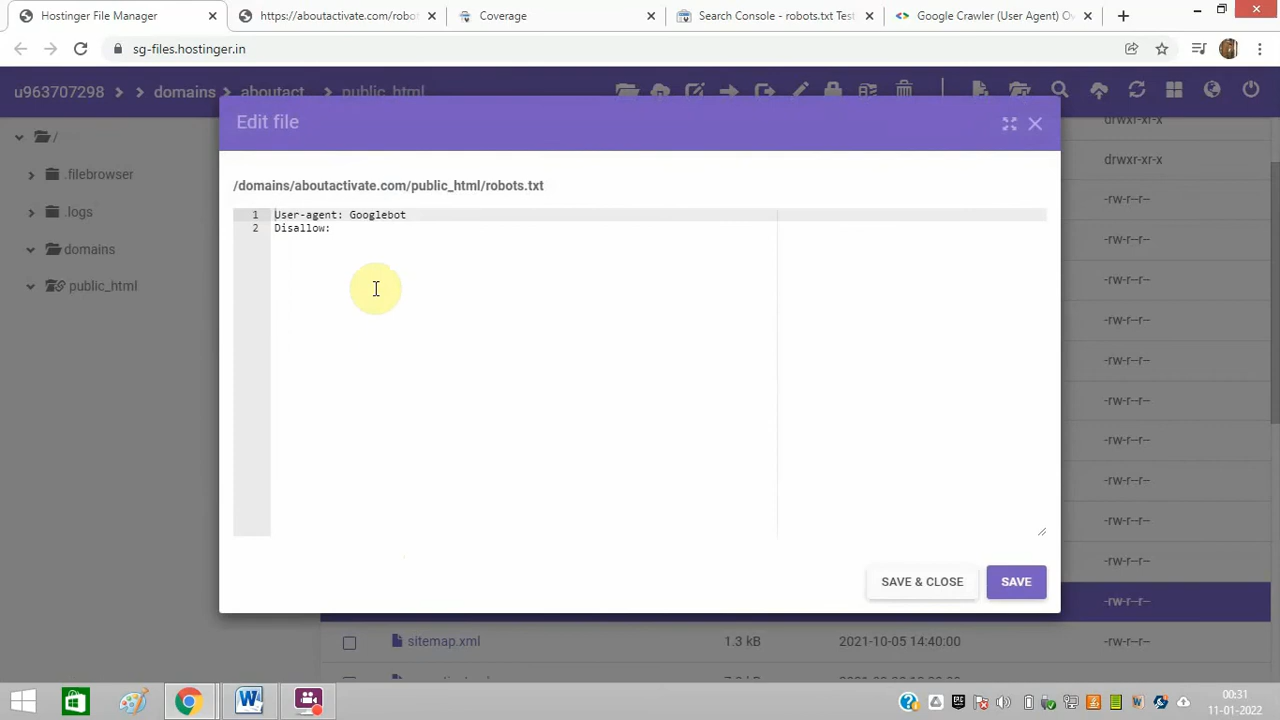 Hostinger File Manager
https://aboutactivate.com/robo
Coverage
Search Console - robots.txt Test
Google Crawler (User Agent) Ov
sg-files.hostinger.in
u963707298 domains aboutact public_html
/
.filebrowser
.logs
domains
public_html
Edit file
/domains/aboutactivate.com/public_html/robots.txt
1 User-agent: Googlebot
2 Disallow:
SAVE & CLOSE
SAVE
drwxr-xr-x
drwxr-xr-x
-rw-r--r--
-rw-r--r--
-rw-r--r--
-rw-r--r--
-rw-r--r--
-rw-r--r--
-rw-r--r--
-rw-r--r--
-rw-r--r--
-rw-r--r--
-rw-r--r--
sitemap.xml 1.3 kB 2021-10-05 14:40:00 -rw-r--r--
00:31
11-01-2022